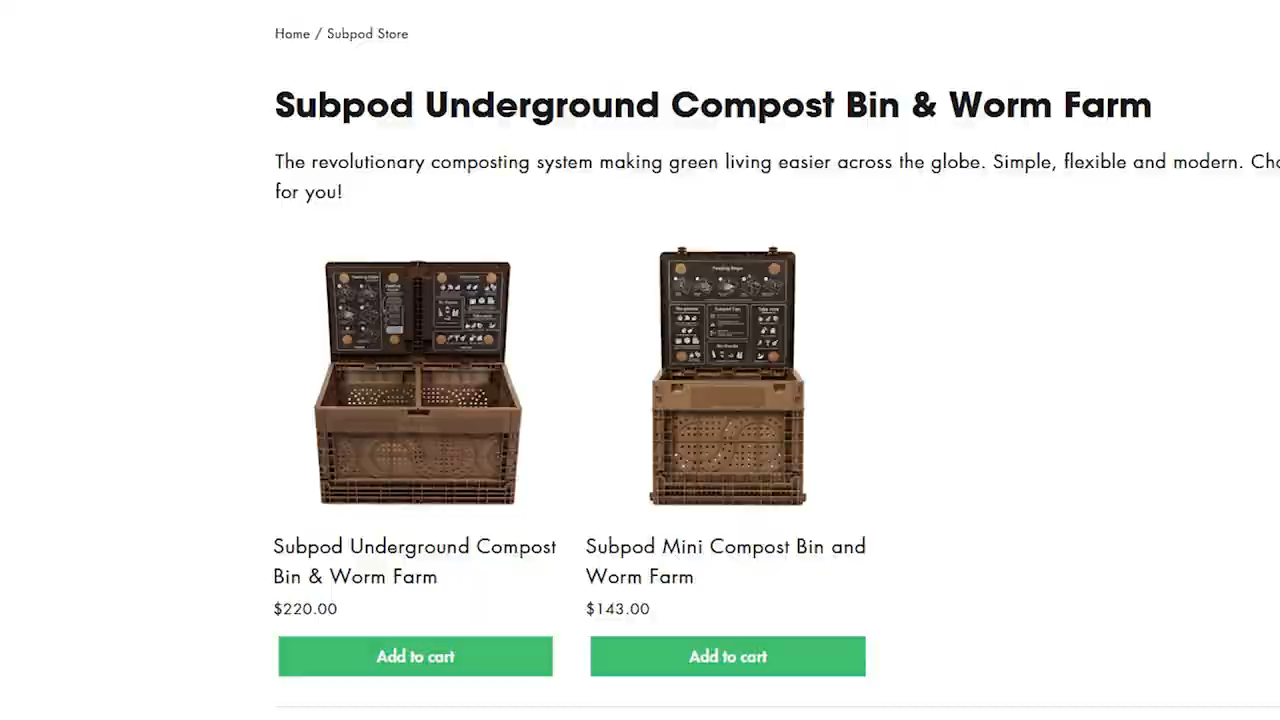 Home / Subpod Store
Subpod Underground Compost Bin & Worm Farm
The revolutionary composting system making green living easier across the globe. Simple, flexible and modern.
for you!
Subpod Underground Compost
Bin & Worm Farm
$220.00
Add to cart
Subpod Mini Compost Bin and
Worm Farm
$143.00
Add to cart